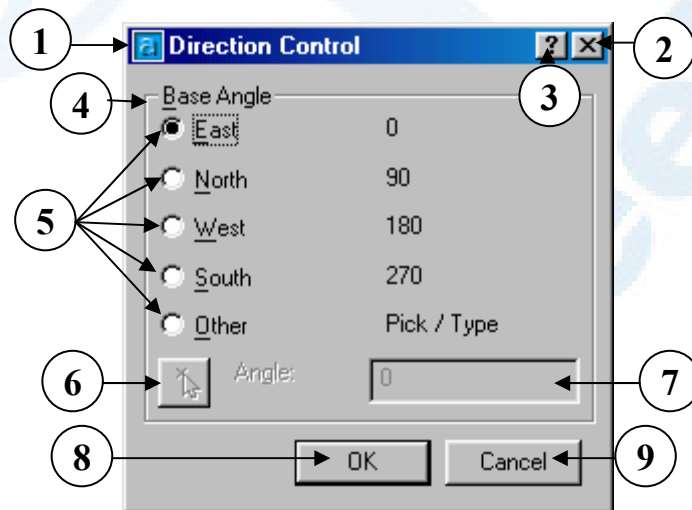 1 a Direction Control ? × 2
3
4 Base Angle
East 0
North 90
5 West 180
South 270
Other Pick / Type
6 Angle: 0 7
8 OK Cancel 9